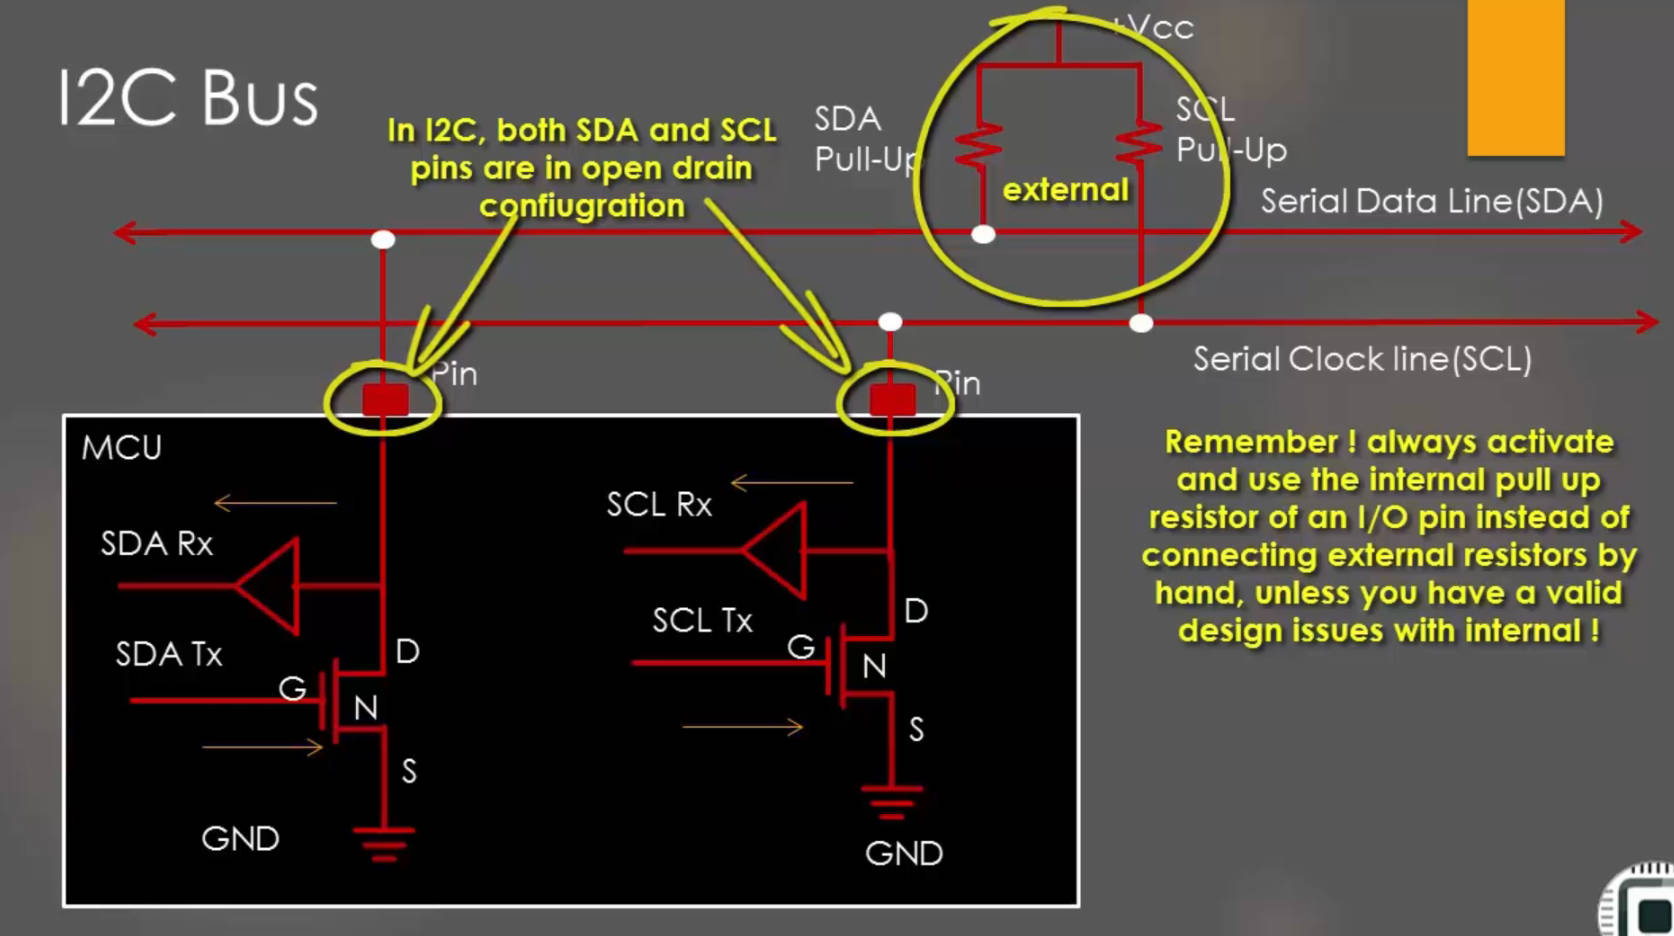 I2C Bus
In I2C, both SDA and SCL
pins are in open drain
confiugration
+Vcc
SDA
Pull-Up
SCL
Pull-Up
external
Serial Data Line(SDA)
Serial Clock line(SCL)
Pin
Pin
MCU
SDA Rx
SDA Tx
G
D
N
S
GND
SCL Rx
SCL Tx
G
D
N
S
GND
Remember ! always activate
and use the internal pull up
resistor of an I/O pin instead of
connecting external resistors by
hand, unless you have a valid
design issues with internal !